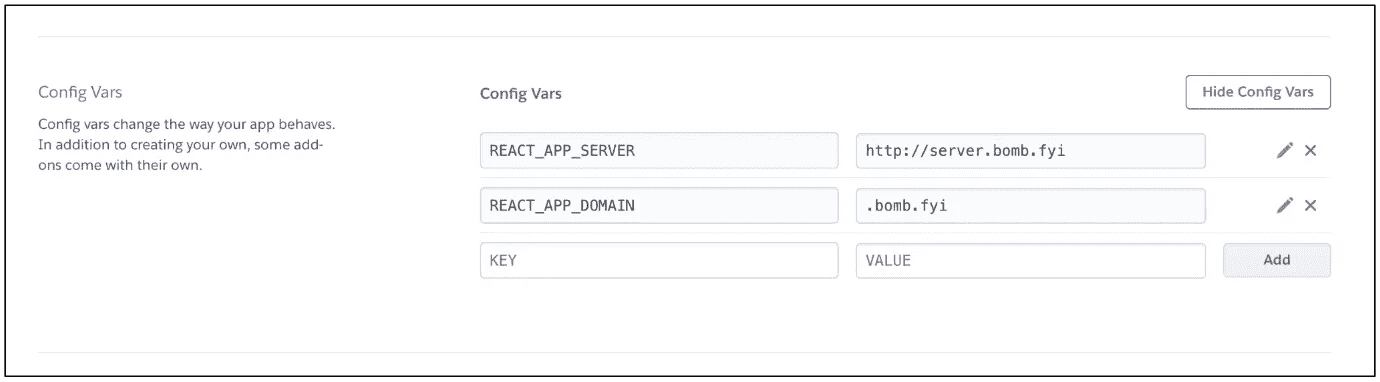 Config Vars
Config vars change the way your app behaves.
In addition to creating your own, some add-
ons come with their own.
Config Vars
Hide Config Vars
REACT_APP_SERVER
http://server.bomb.fyi
REACT_APP_DOMAIN
.bomb.fyi
KEY
VALUE
Add